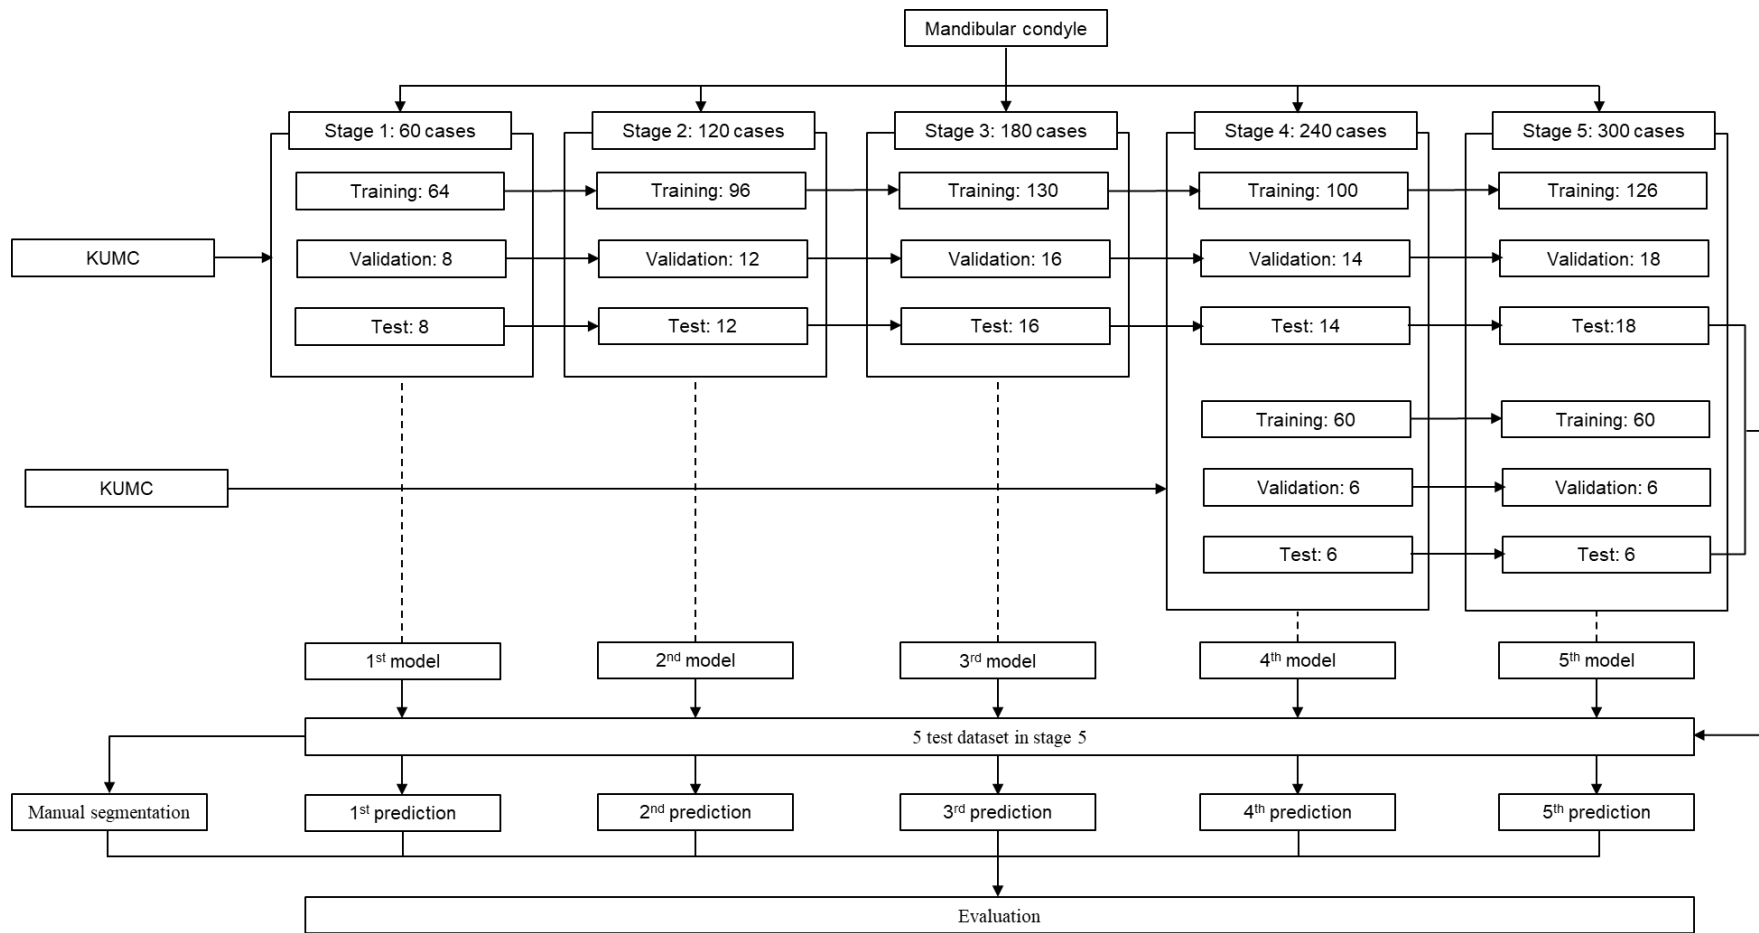 Mandibular condyle
Stage 1: 60 cases
Stage 2: 120 cases
Stage 3: 180 cases
Stage 4: 240 cases
Stage 5: 300 cases
Training: 64
Training: 96
Training: 130
Training: 100
Training: 126
KUMC
Validation: 8
Validation: 12
Validation: 16
Validation: 14
Validation: 18
Test: 8
Test: 12
Test: 16
Test: 14
Test:18
Training: 60
Training: 60
KUMC
Validation: 6
Validation: 6
Test: 6
Test: 6
1st model
2nd model
3rd model
4th model
5th model
5 test dataset in stage 5
Manual segmentation
1st prediction
2nd prediction
3rd prediction
4th prediction
5th prediction
Evaluation